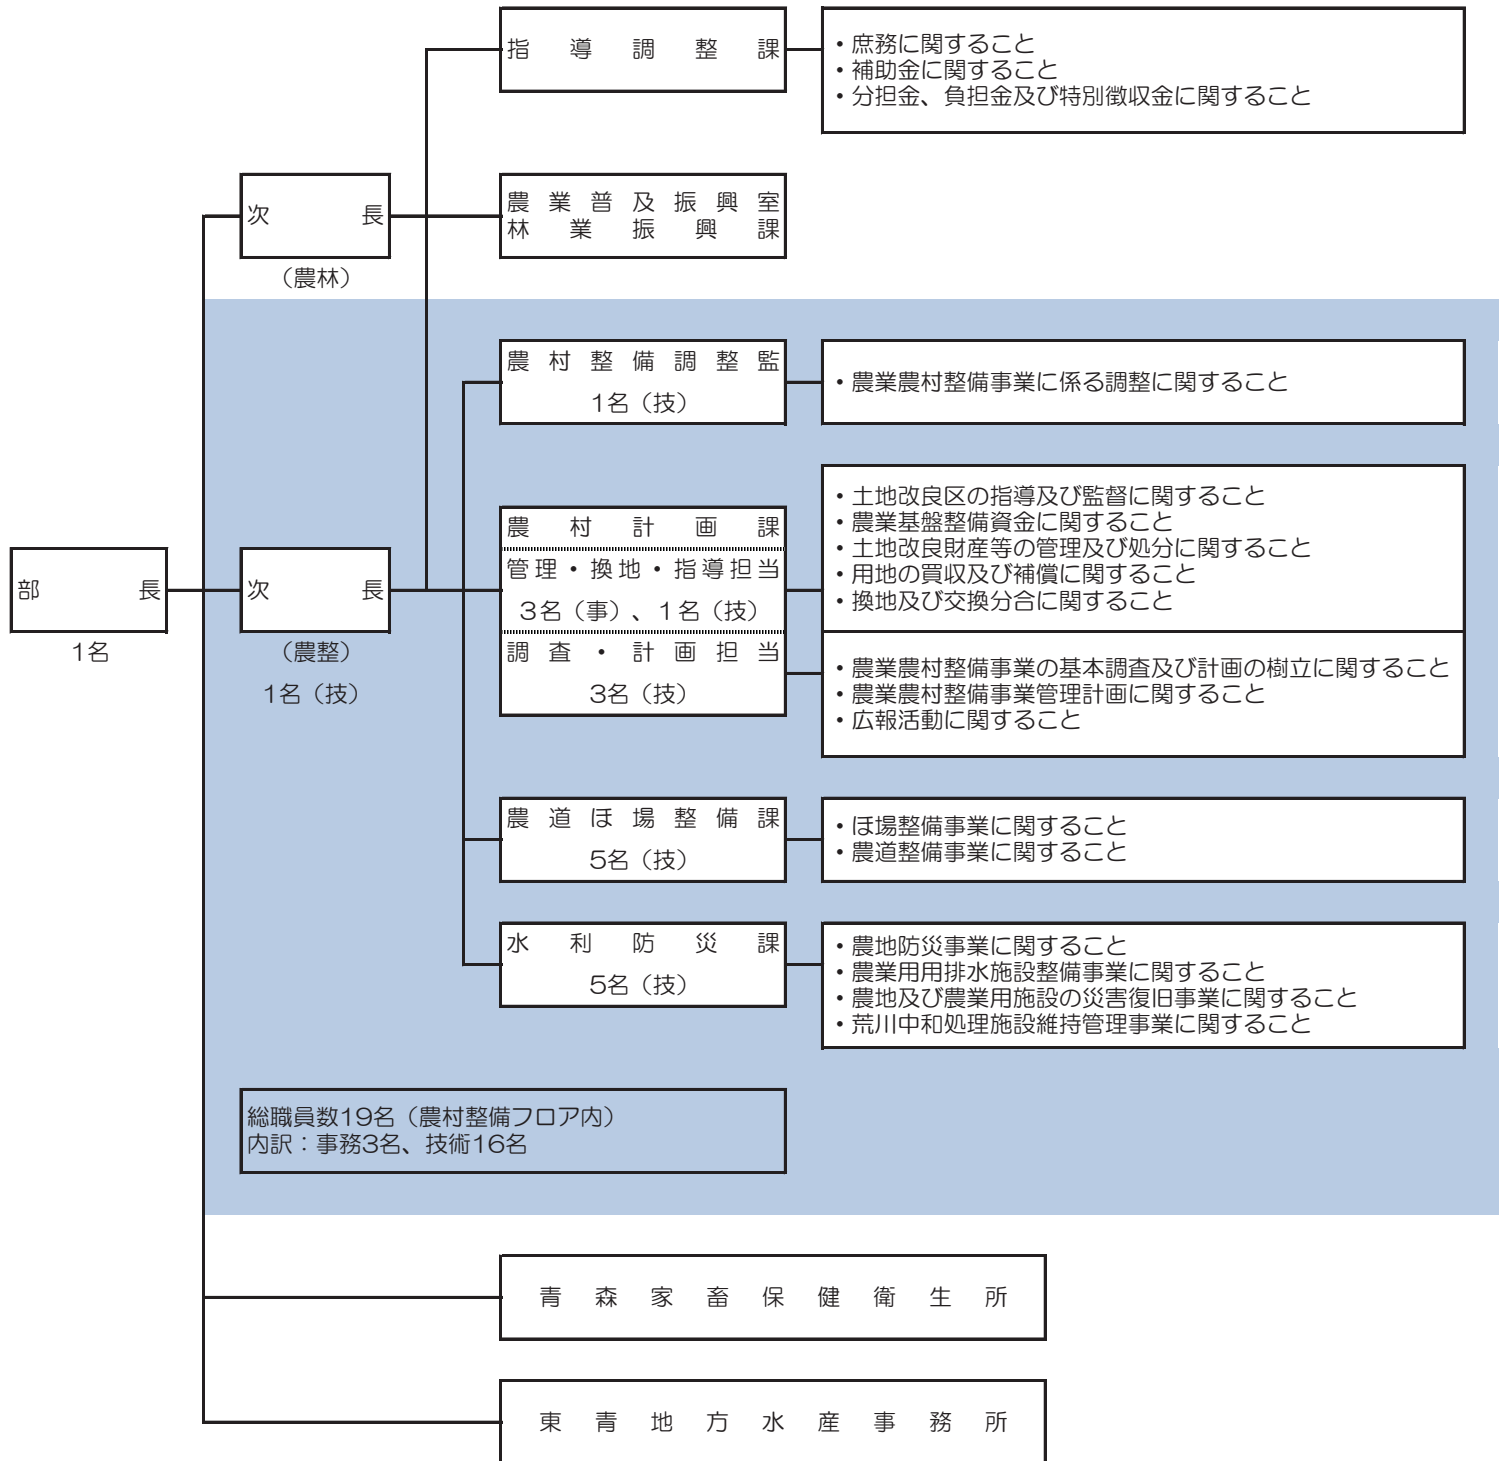 指導調整課
・庶務に関すること
・補助金に関すること
・分担金、負担金及び特別徴収金に関すること
次長
（農林）
農業普及振興室
林業振興課
農村整備調整監
1名（技）
・農業農村整備事業に係る調整に関すること
部長
1名
次長
（農整）
1名（技）
農村計画課
管理・換地・指導担当
3名（事）、1名（技）
・土地改良区の指導及び監督に関すること
・農業基盤整備資金に関すること
・土地改良財産等の管理及び処分に関すること
・用地の買収及び補償に関すること
・換地及び交換分合に関すること
調査・計画担当
3名（技）
・農業農村整備事業の基本調査及び計画の樹立に関すること
・農業農村整備事業管理計画に関すること
・広報活動に関すること
農道ほ場整備課
5名（技）
・ほ場整備事業に関すること
・農道整備事業に関すること
水利防災課
5名（技）
・農地防災事業に関すること
・農業用用排水施設整備事業に関すること
・農地及び農業用施設の災害復旧事業に関すること
・荒川中和処理施設維持管理事業に関すること
総職員数19名（農村整備フロア内）
内訳：事務3名、技術16名
青森家畜保健衛生所
東青地方水産事務所